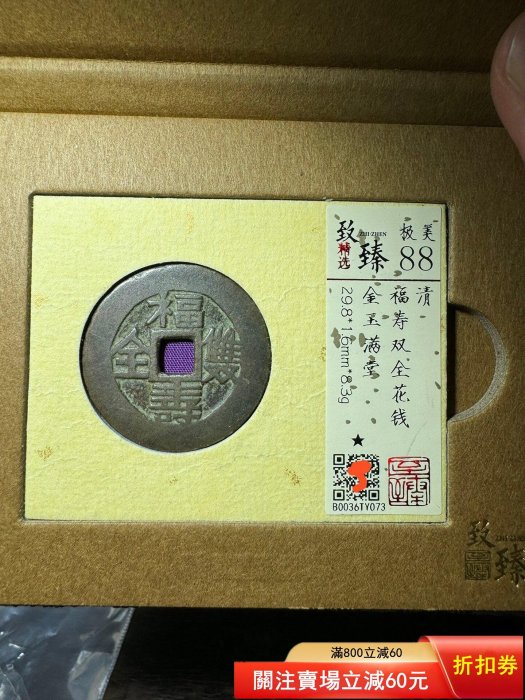 致臻
ZHI·ZHEN
精选
极美
88
清
福寿双全花钱
金玉满堂
29.8*1.6mm*8.3g
★
B0036TY073
福壽雙全
致臻
滿800立減60
關注賣場立減60元
折扣券